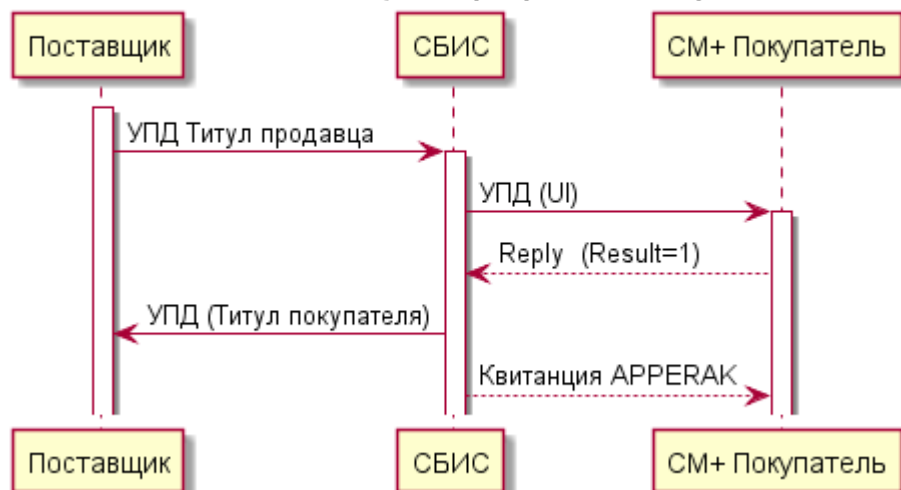 Поставщик
СБИС
СМ+ Покупатель
УПД Титул продавца
УПД (UI)
Reply (Result=1)
УПД (Титул покупателя)
Квитанция APPERAK
Поставщик
СБИС
СМ+ Покупатель